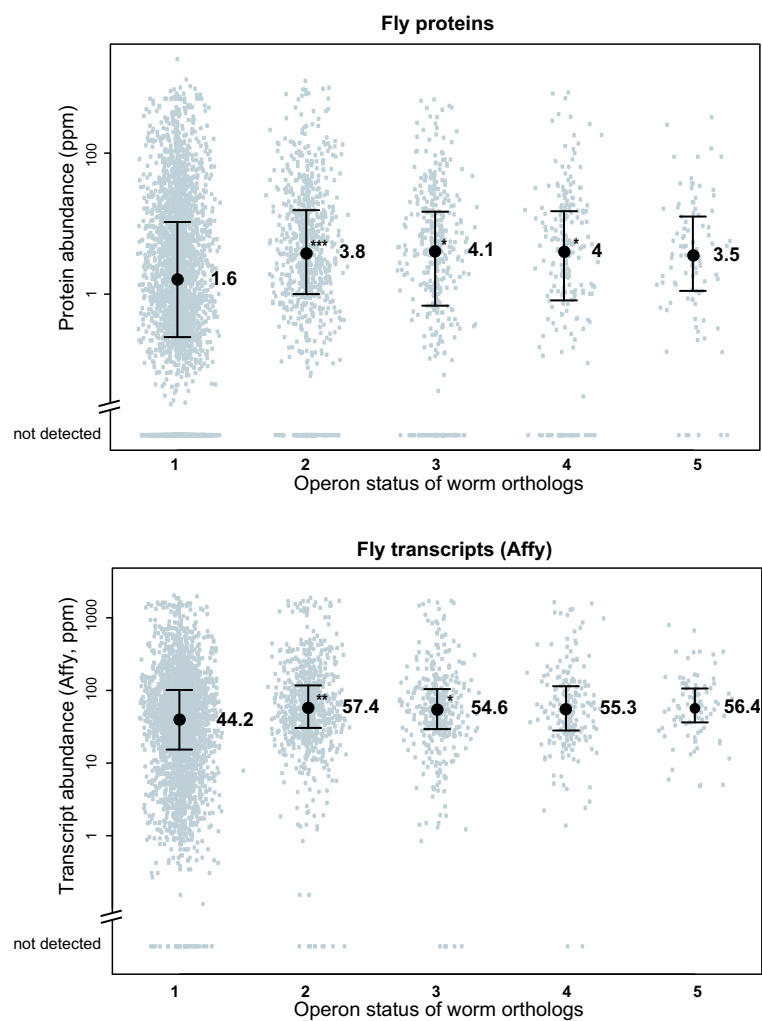 Fly proteins
Protein abundance (ppm)
100
1
not detected
1.6
***
3.8
*
4.1
*
4
3.5
1 2 3 4 5
Operon status of worm orthologs
Fly transcripts (Affy)
Transcript abundance (Affy, ppm)
1000
100
10
1
not detected
44.2
**
57.4
*
54.6
55.3
56.4
1 2 3 4 5
Operon status of worm orthologs